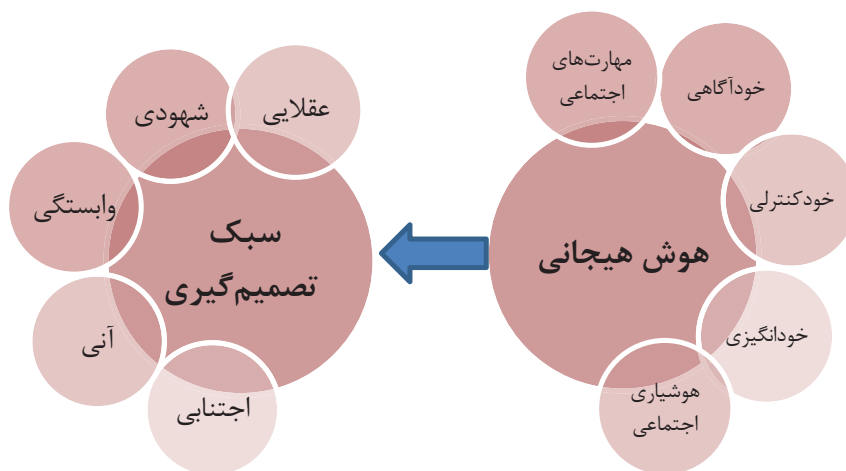 مهارت‌های
اجتماعی
خودآگاهی
خودکنترلی
هوش هیجانی
خودانگیزی
هوشیاری
اجتماعی
عقلایی
شهودی
وابستگی
سبک
تصمیم‌گیری
آنی
اجتنابی